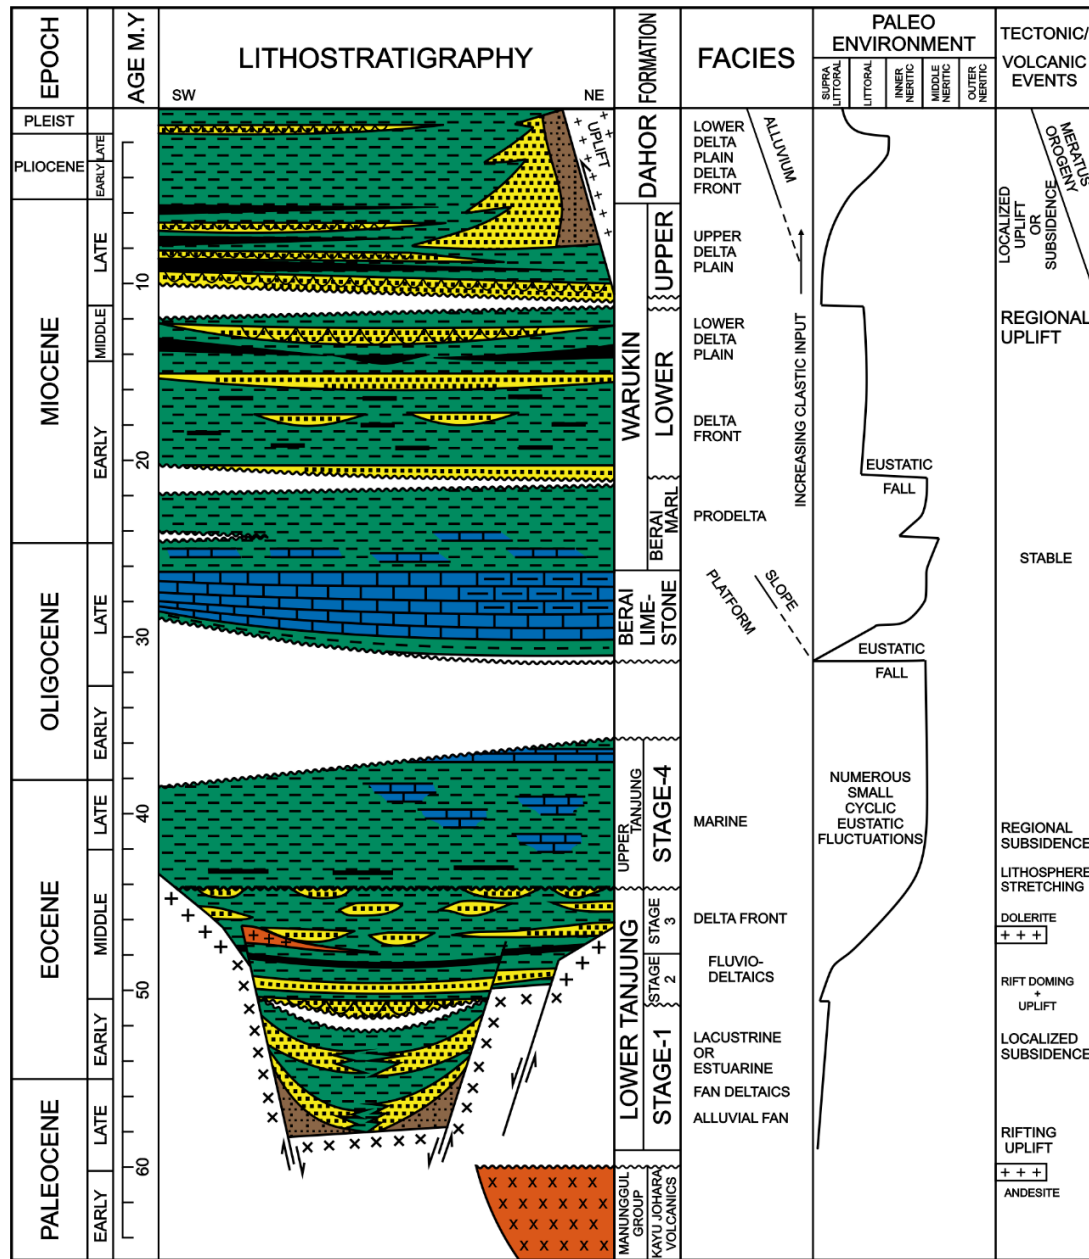 EPOCH
AGE M.Y
LITHOSTRATIGRAPHY
SW
NE
FORMATION
FACIES
PALEO
ENVIRONMENT
SUPRA
LITTORAL
LITTORAL
INNER
NERITIC
MIDDLE
NERITIC
OUTER
NERITIC
TECTONIC/
VOLCANIC
EVENTS
PLEIST
PLIOCENE
LATE
EARLY
MIOCENE
LATE
MIDDLE
EARLY
OLIGOCENE
LATE
EARLY
EOCENE
LATE
MIDDLE
EARLY
PALEOCENE
LATE
EARLY
10
20
30
40
50
60
UPLIFT
DAHOR
WARUKIN
UPPER
LOWER
BERAI
MARL
BERAI
LIME-
STONE
UPPER
TANJUNG
STAGE-4
LOWER TANJUNG
STAGE
3
STAGE
2
STAGE-1
MANUNGGUL
GROUP
KAYU JOHARA
VOLCANICS
LOWER
DELTA
PLAIN
DELTA
FRONT
ALLUVIUM
UPPER
DELTA
PLAIN
LOWER
DELTA
PLAIN
DELTA
FRONT
INCREASING CLASTIC INPUT
PRODELTA
PLATFORM
SLOPE
MARINE
DELTA FRONT
FLUVIO-
DELTAICS
LACUSTRINE
OR
ESTUARINE
FAN DELTAICS
ALLUVIAL FAN
EUSTATIC
FALL
EUSTATIC
FALL
NUMEROUS
SMALL
CYCLIC
EUSTATIC
FLUCTUATIONS
MERATUS
OROGENY
LOCALIZED
UPLIFT
OR
SUBSIDENCE
REGIONAL
UPLIFT
STABLE
REGIONAL
SUBSIDENCE
LITHOSPHERE
STRETCHING
DOLERITE
+ + +
RIFT DOMING
+
UPLIFT
LOCALIZED
SUBSIDENCE
RIFTING
UPLIFT
+ + +
ANDESITE